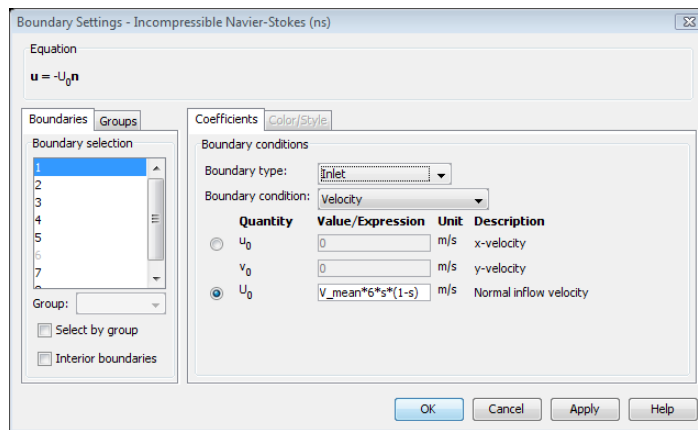 Boundary Settings - Incompressible Navier-Stokes (ns)
Equation
u = -U₀n
Boundaries Groups
Boundary selection
1
2
3
4
5
6
7
Group:
Select by group
Interior boundaries
Coefficients Color/Style
Boundary conditions
Boundary type: Inlet
Boundary condition: Velocity
Quantity Value/Expression Unit Description
u₀ 0 m/s x-velocity
v₀ 0 m/s y-velocity
U₀ V_mean*6*s*(1-s) m/s Normal inflow velocity
OK Cancel Apply Help